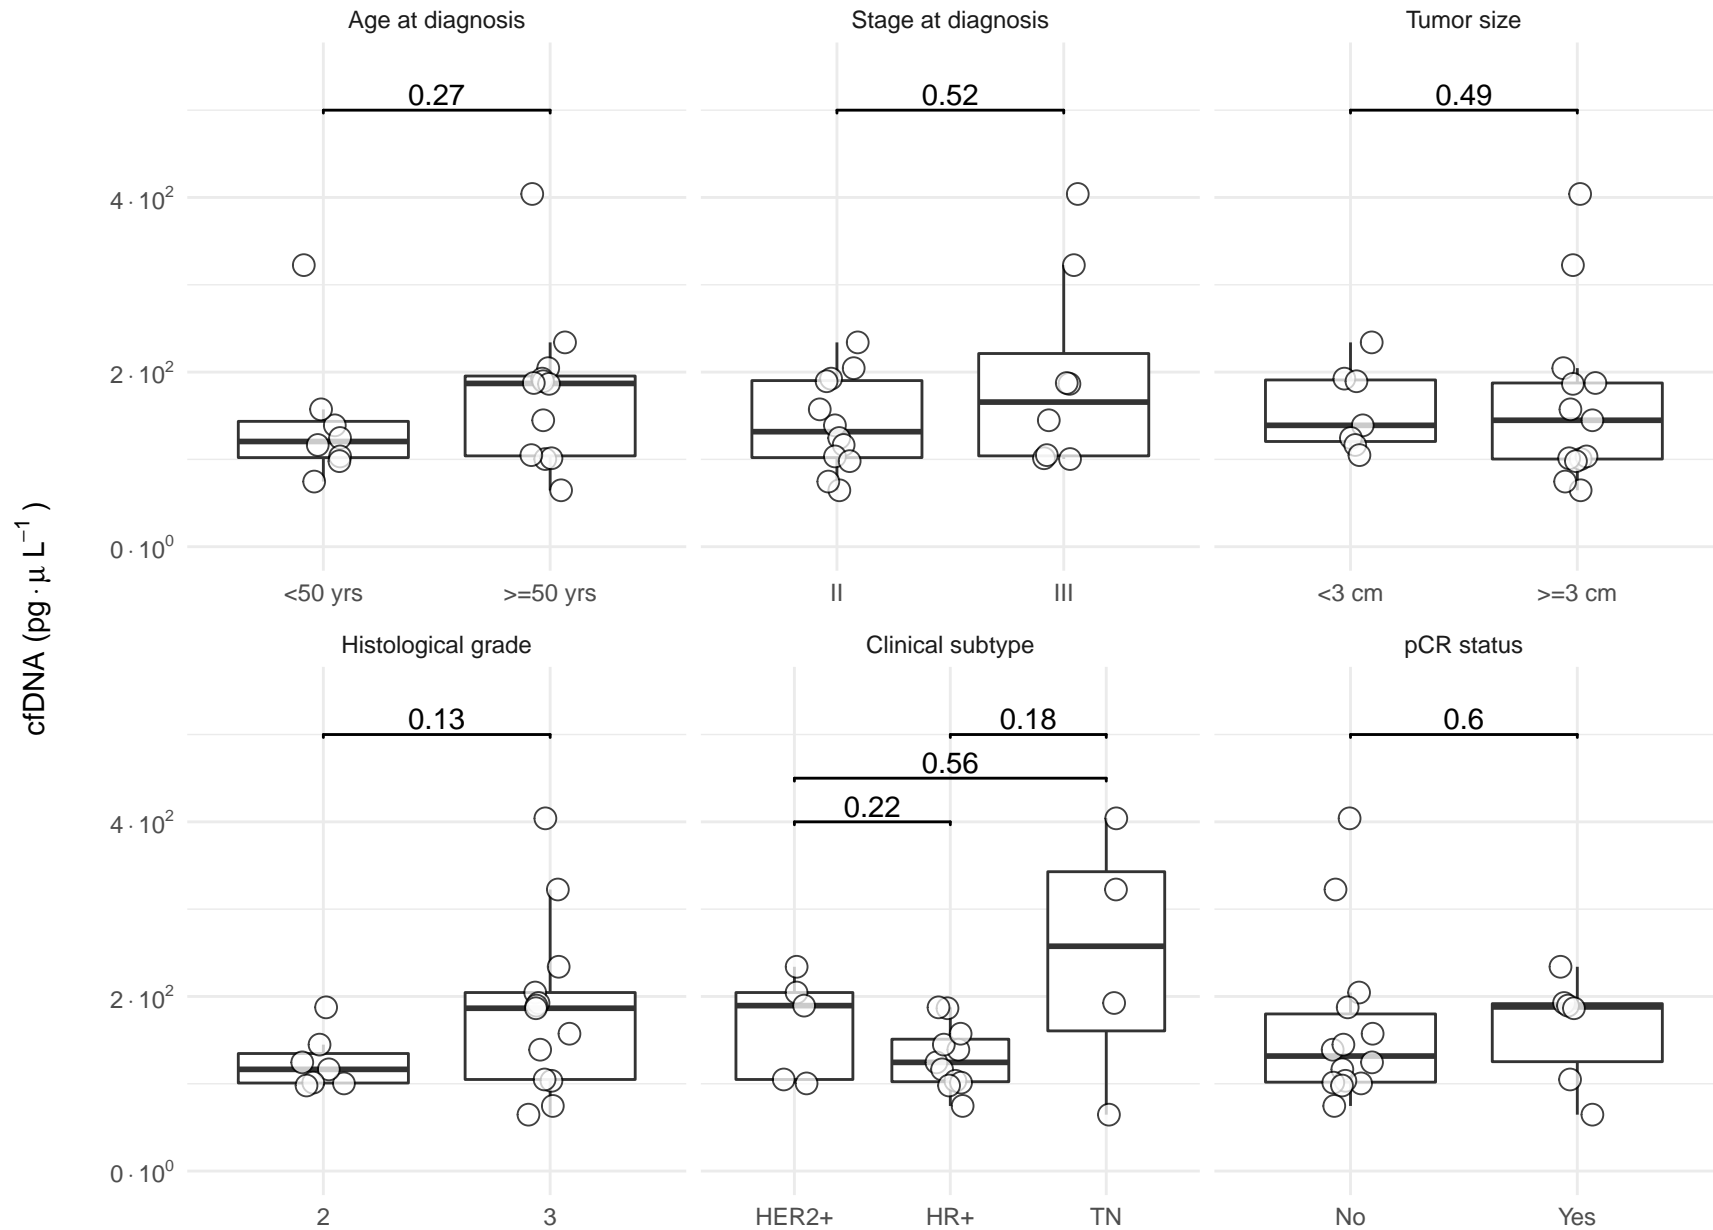 Age at diagnosis Stage at diagnosis Tumor size
0.27 0.52 0.49
4·10²
2·10²
0·10⁰
<50 yrs >=50 yrs II III <3 cm >=3 cm
cfDNA (pg·μ L⁻¹ )
Histological grade Clinical subtype pCR status
0.13 0.18 0.6
0.56
0.22
4·10²
2·10²
0·10⁰
2 3 HER2+ HR+ TN No Yes